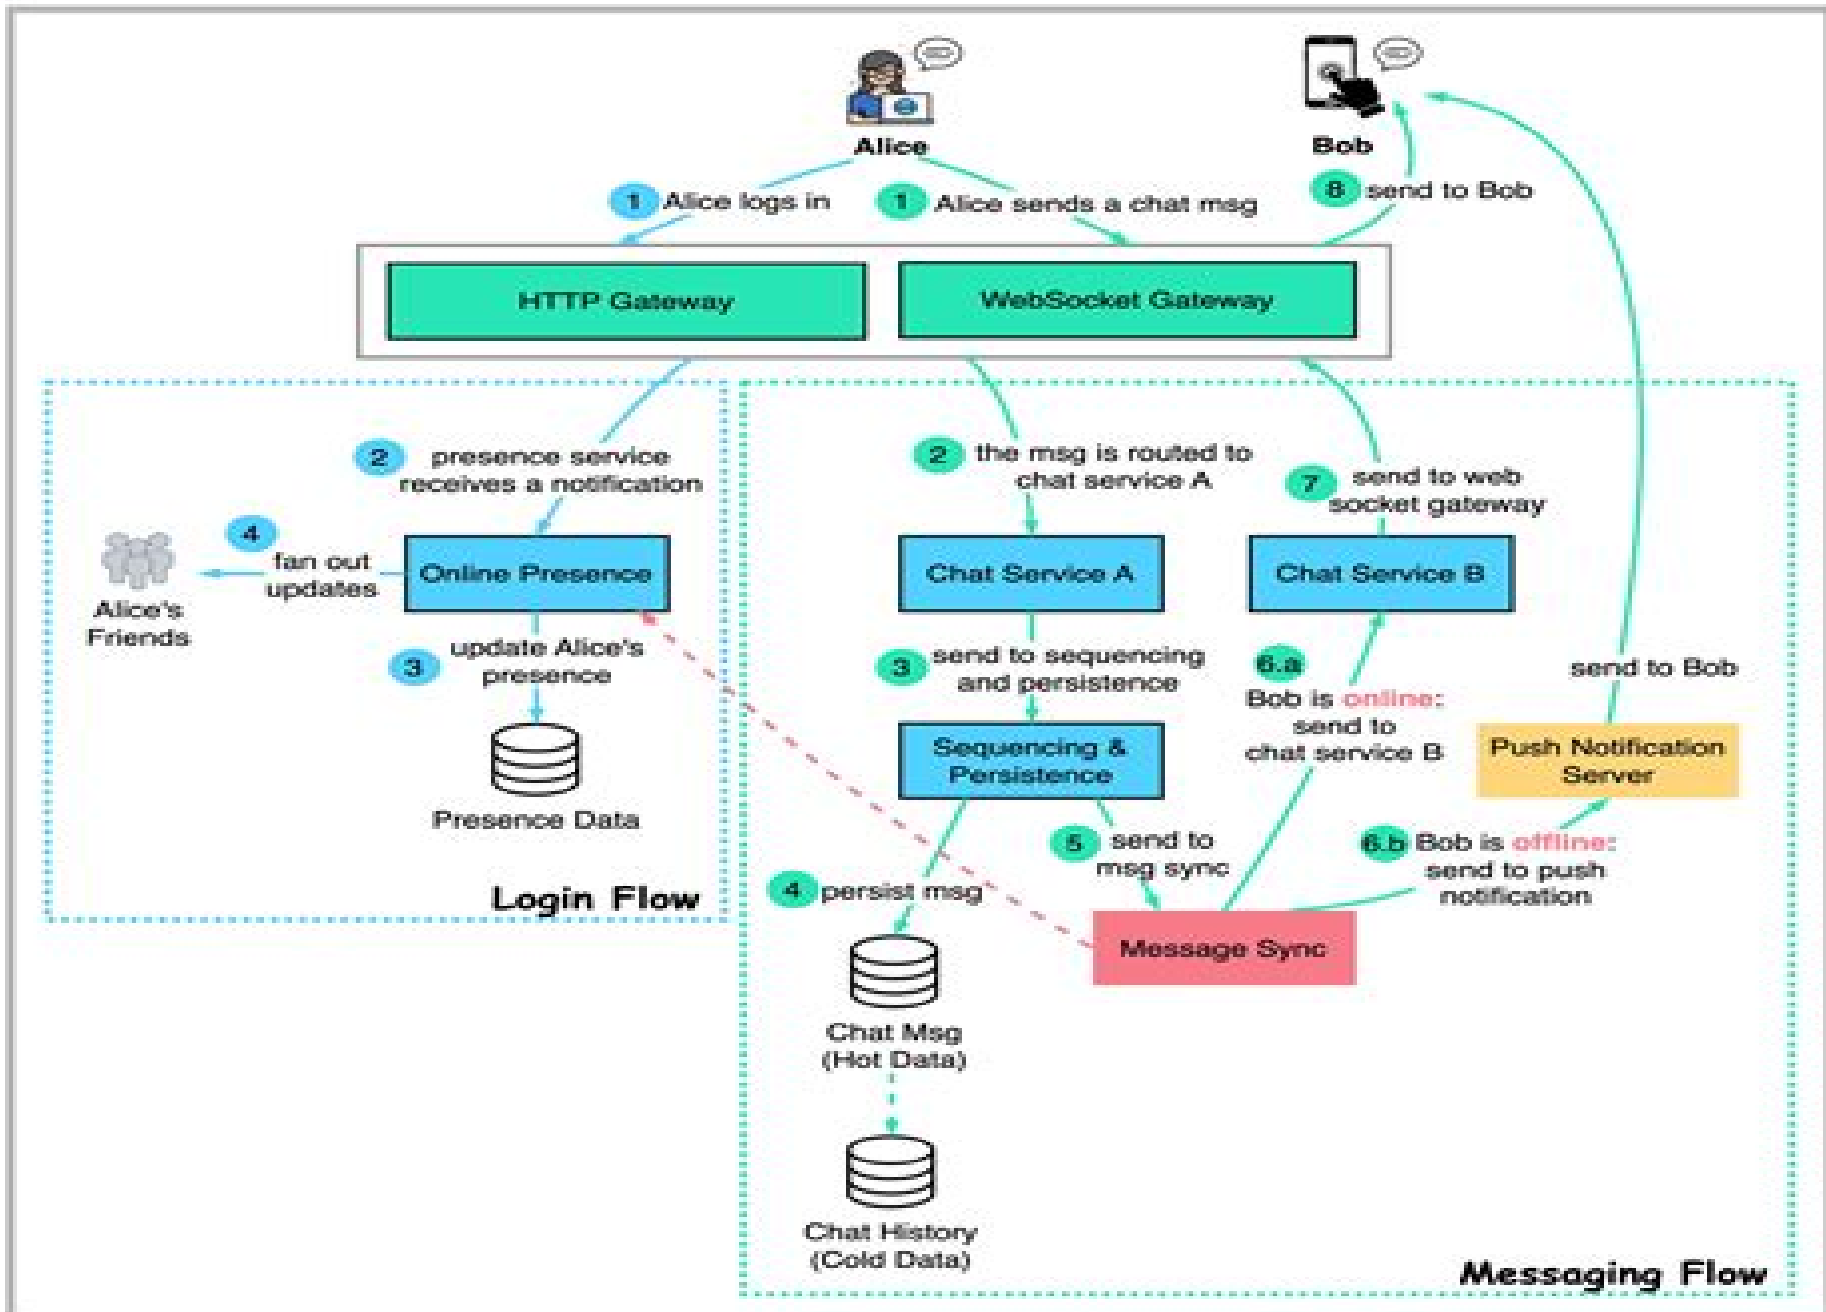 Alice
Bob
1 Alice logs in
1 Alice sends a chat msg
8 send to Bob
HTTP Gateway
WebSocket Gateway
2 presence service
receives a notification
2 the msg is routed to
chat service A
7 send to web
socket gateway
4
fan out
updates
Alice's
Friends
Online Presence
Chat Service A
Chat Service B
3 update Alice's
presence
3 send to sequencing
and persistence
6.a
Bob is online:
send to
chat service B
send to Bob
Presence Data
Sequencing &
Persistence
Push Notification
Server
Login Flow
4 persist msg
5 send to
msg sync
6.b Bob is offline:
send to push
notification
Message Sync
Chat Msg
(Hot Data)
Chat History
(Cold Data)
Messaging Flow